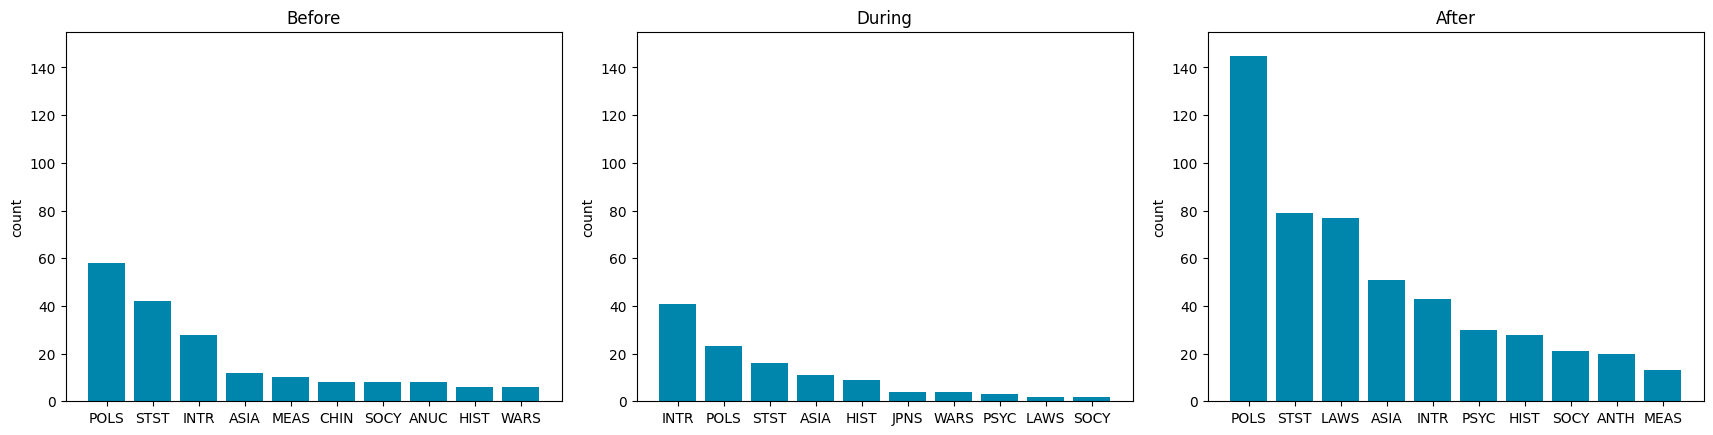 Before
During
After
count
140
120
100
80
60
40
20
0
POLS STST INTR ASIA MEAS CHIN SOCY ANUC HIST WARS
count
140
120
100
80
60
40
20
0
INTR POLS STST ASIA HIST JPNS WARS PSYC LAWS SOCY
count
140
120
100
80
60
40
20
0
POLS STST LAWS ASIA INTR PSYC HIST SOCY ANTH MEAS